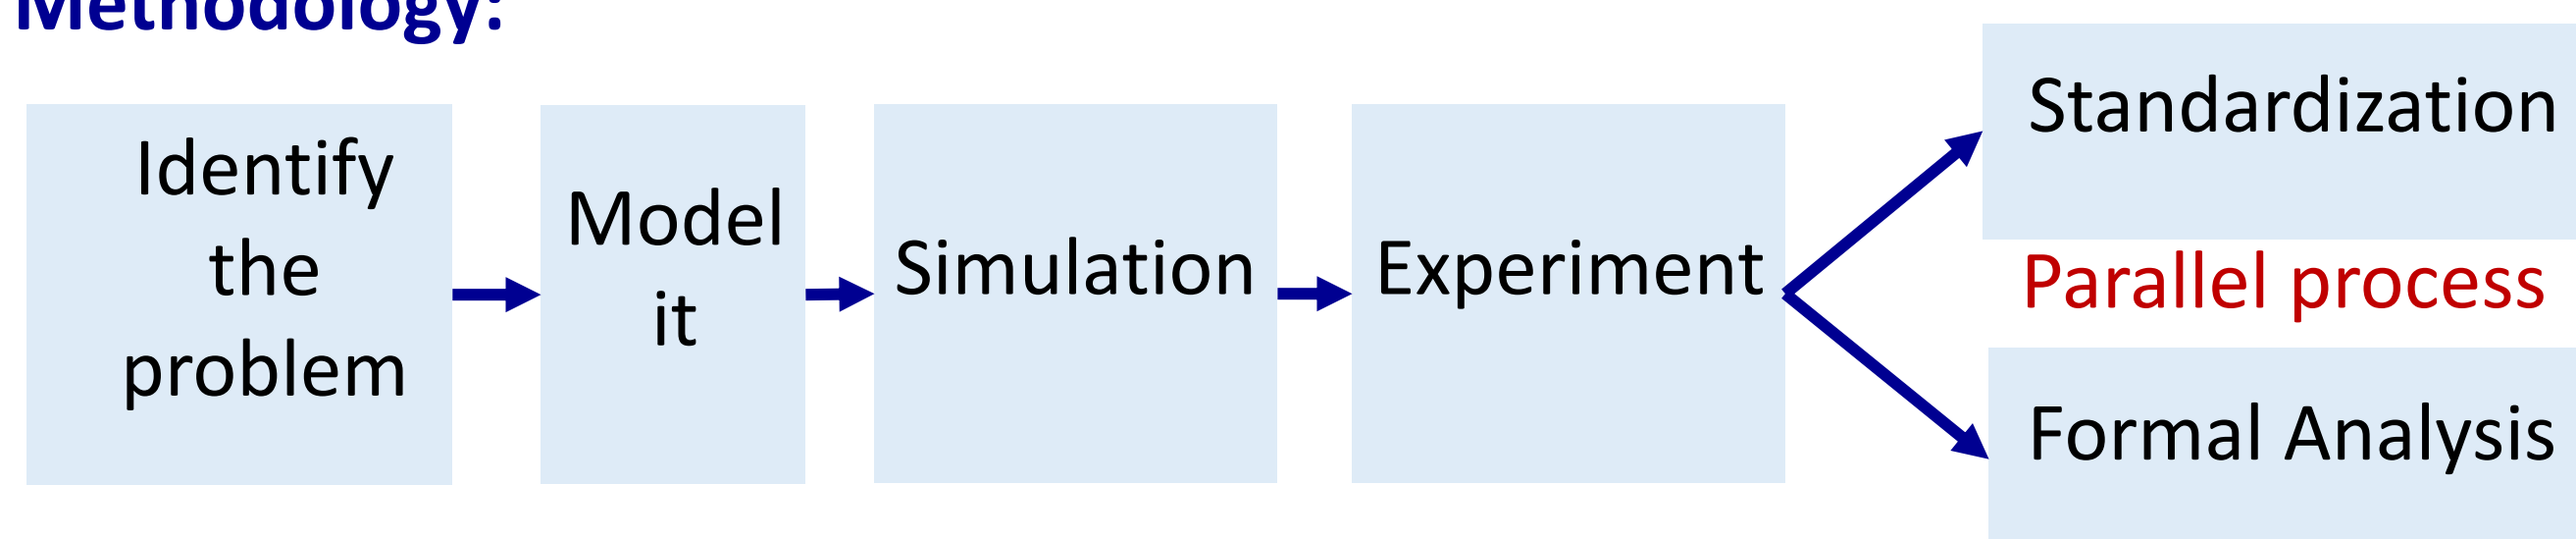 Methodology:
Identify
the
problem
Model
it
Simulation
Experiment
Standardization
Parallel process
Formal Analysis